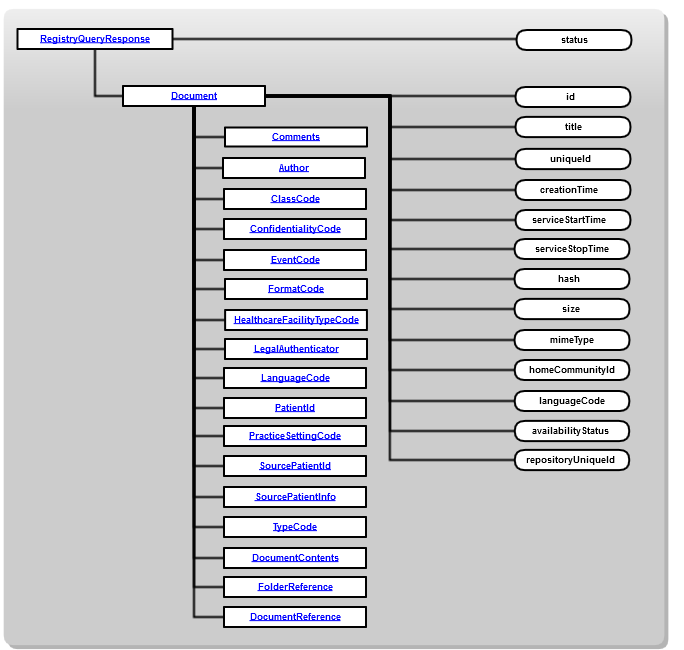 RegistryQueryResponse
status
Document
id
title
uniqueId
creationTime
serviceStartTime
serviceStopTime
hash
size
mimeType
homeCommunityId
languageCode
availabilityStatus
repositoryUniqueId
Comments
Author
ClassCode
ConfidentialityCode
EventCode
FormatCode
HealthcareFacilityTypeCode
LegalAuthenticator
LanguageCode
PatientId
PracticeSettingCode
SourcePatientId
SourcePatientInfo
TypeCode
DocumentContents
FolderReference
DocumentReference